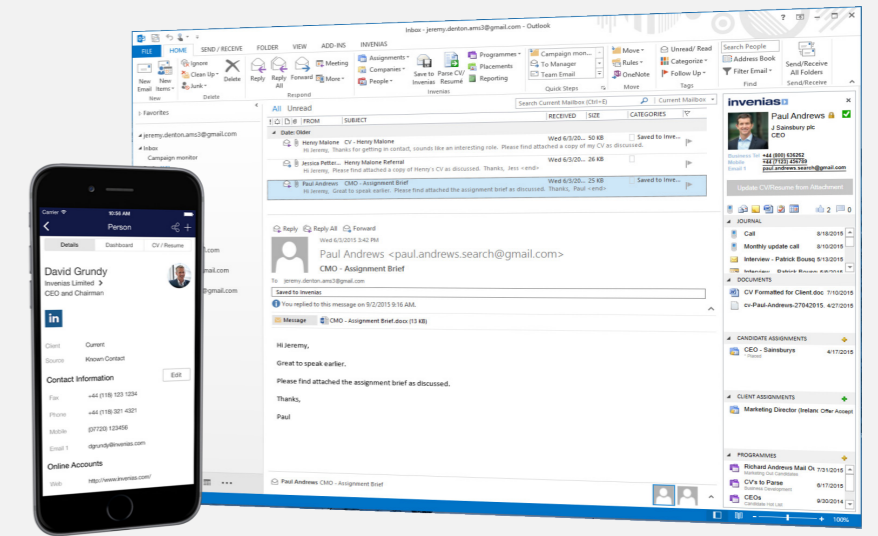 Inbox - jeremy.denton.ams3@gmail.com - Outlook
FILE HOME SEND / RECEIVE FOLDER VIEW ADD-INS INVENIAS
New Email
New Items
New
Ignore
Clean Up
Junk
Delete
Delete
Reply
Reply All
Forward
Meeting
More
Respond
Assignments
Companies
People
Save to Invenias
Parse CV/ Resume
Programmes
Placements
Reporting
Invenias
Campaign mon...
To Manager
Team Email
Quick Steps
Move
Rules
OneNote
Move
Unread/ Read
Categorize
Follow Up
Tags
Search People
Address Book
Filter Email
Find
Send/Receive All Folders
Send/Receive
Favorites
jeremy.denton.ams3@gmail.com
Inbox
Campaign monitor
All Unread
Search Current Mailbox (Ctrl+E)
Current Mailbox
FROM SUBJECT RECEIVED SIZE CATEGORIES
Date: Older
Henry Malone CV - Henry Malone Wed 6/3/20... 50 KB Saved to Inve...
Hi Jeremy, Thanks for getting in contact, sounds like an interesting role. Please find attached a copy of my CV as discussed.
Jessica Petter... Henry Malone Referral Wed 6/3/20... 26 KB
Hi Jeremy, Please find attached a copy of Henry's CV as discussed. Thanks, Jess <end>
Paul Andrews CMO - Assignment Brief Wed 6/3/20... 25 KB Saved to Inve...
Hi Jeremy, Great to speak earlier. Please find attached the assignment brief as discussed. Thanks, Paul <end>
Reply Reply All Forward
Wed 6/3/2015 3:42 PM
Paul Andrews <paul.andrews.search@gmail.com>
CMO - Assignment Brief
To jeremy.denton.ams3@gmail.com
Saved to Invenias
You replied to this message on 9/2/2015 9:16 AM.
Message CMO - Assignment Brief.docx (13 KB)
Hi Jeremy,
Great to speak earlier..
Please find attached the assignment brief as discussed.
Thanks,
Paul
Paul Andrews CMO - Assignment Brief
invenias
Paul Andrews
J Sainsbury plc
CEO
Business Tel +44 (800) 636262
Mobile +44 (7123) 456789
Email 1 paul.andrews.search@gmail.com
Update CV/Resume from Attachment
2 0
JOURNAL
Call 8/18/2015
Monthly update call 8/10/2015
Interview - Patrick Bousq 5/13/2015
DOCUMENTS
CV Formatted for Client doc 7/10/2015
cv-Paul-Andrews-27042015. 4/27/2015
CANDIDATE ASSIGNMENTS
CEO - Sainsburys 4/17/2015
* Placed
CLIENT ASSIGNMENTS
Marketing Director (Irelanc Offer Accept
PROGRAMMES
Richard Andrews Mail Ou 7/31/2015
Marketing Out Candidates
CV's to Parse 6/17/2015
Business Development
CEOs 9/30/2014
Candidate Hot List
100%
Carrier 10:56 AM
Person
Details Dashboard CV / Resume
David Grundy
Invenias Limited
CEO and Chairman
in
Client Current
Source Known Contact
Contact Information Edit
Fax +44 (118) 123 1234
Phone +44 (118) 321 4321
Mobile (07720) 123456
Email 1 dgrundy@invenias.com
Online Accounts
Web http://www.invenias.com/